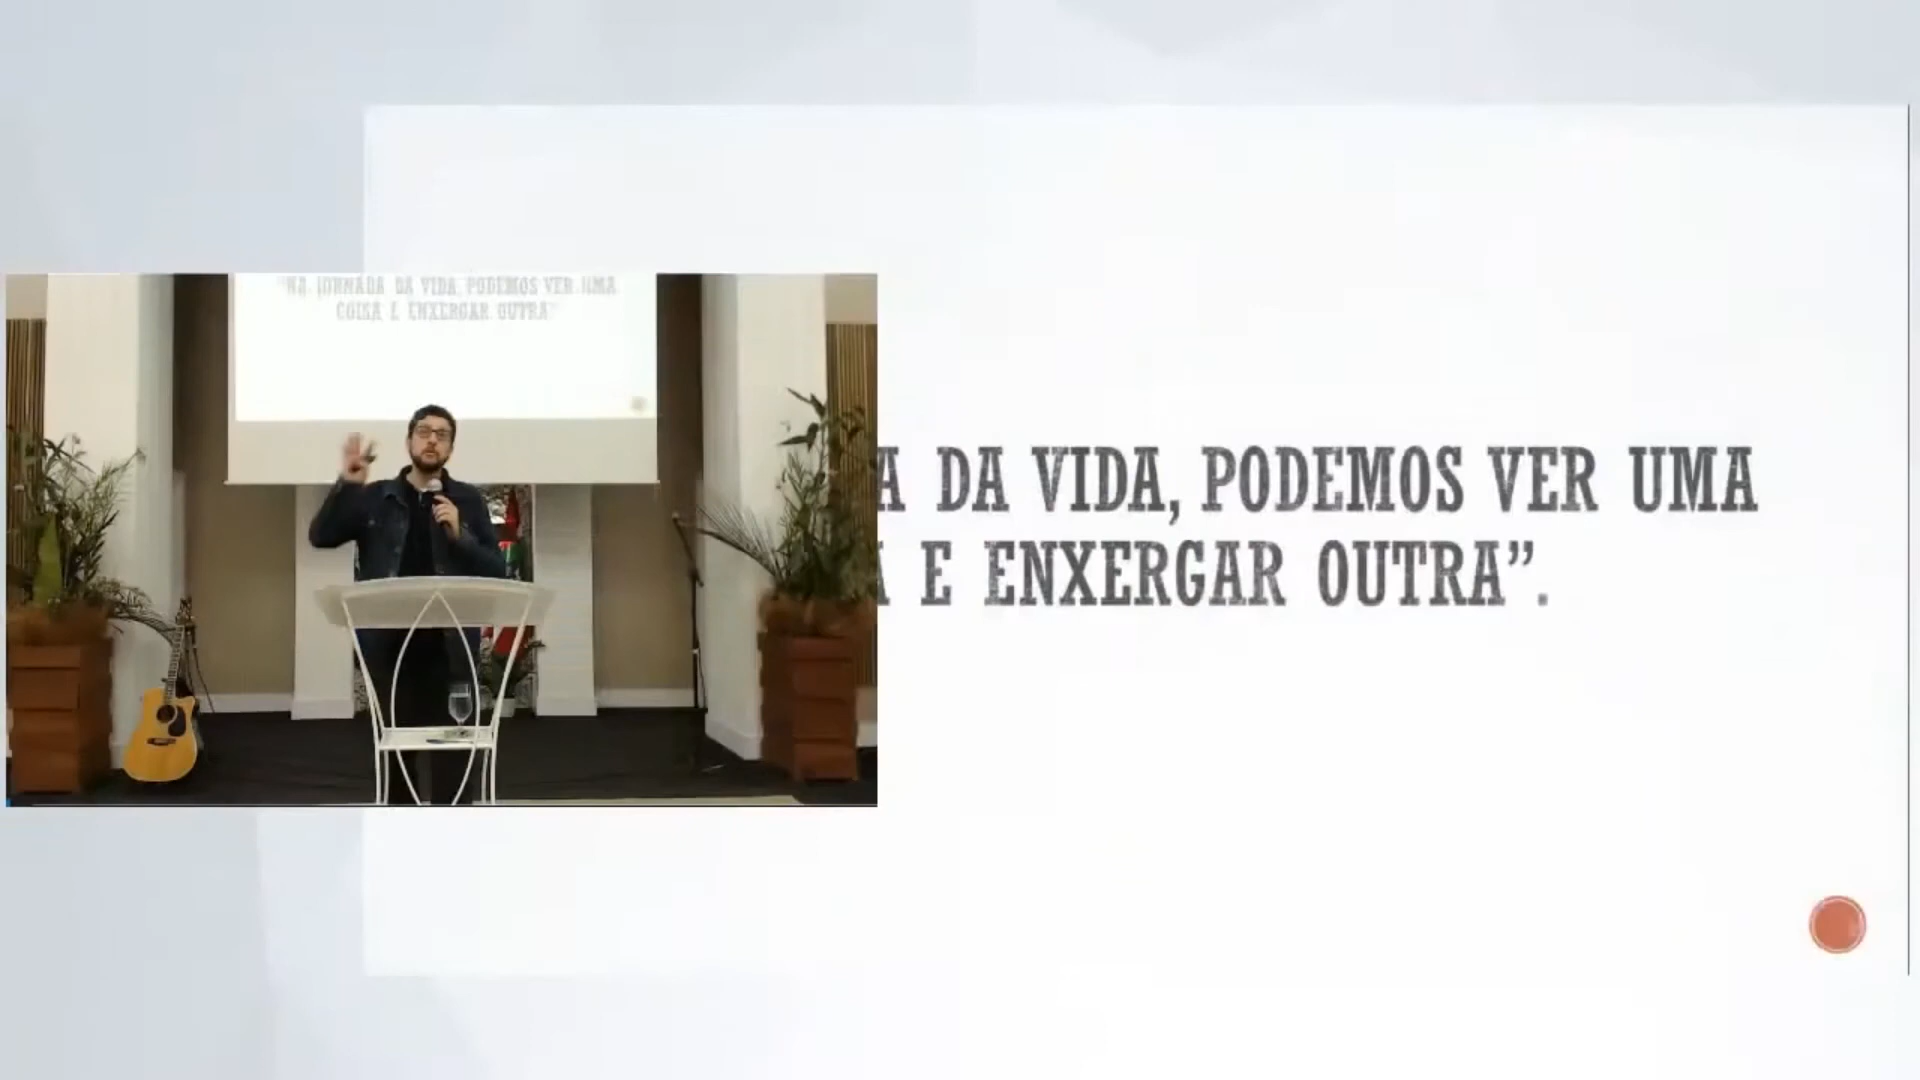 "NA JORNADA DA VIDA, PODEMOS VER UMA
COISA E ENXERGAR OUTRA"
A DA VIDA, PODEMOS VER UMA
A E ENXERGAR OUTRA”.